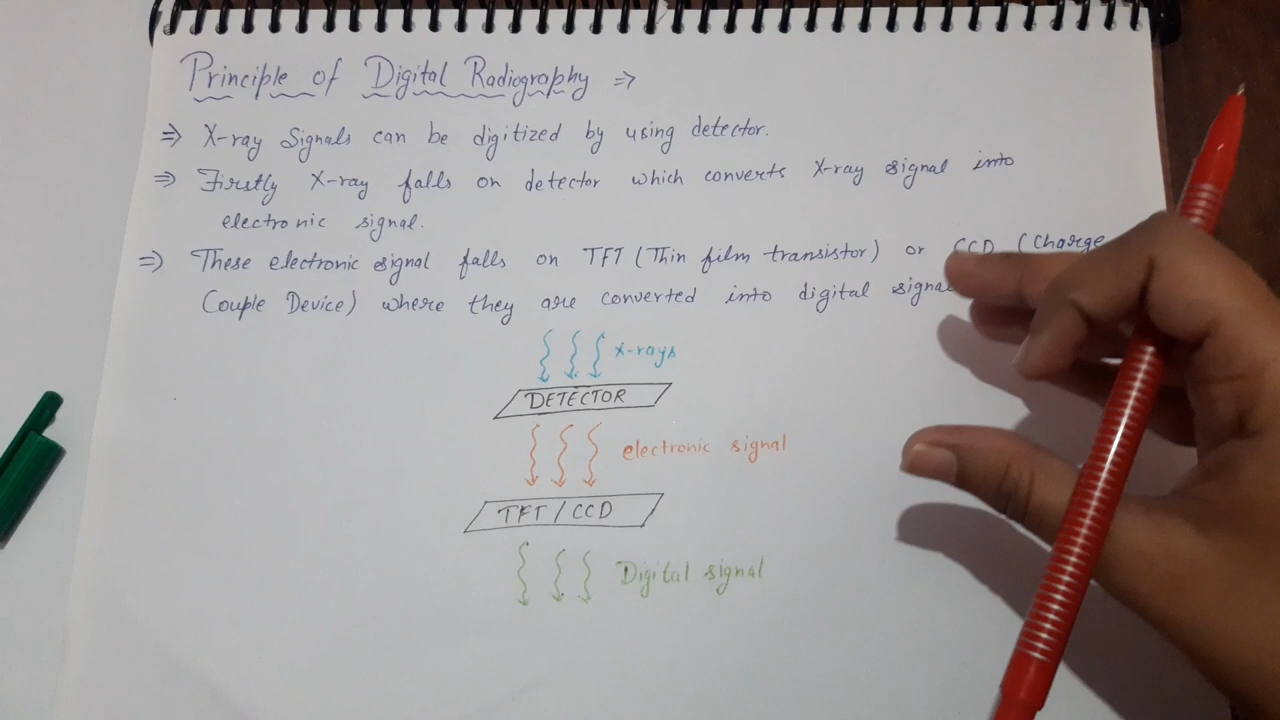 Principle of Digital Radiography ⇒
⇒ X-ray Signals can be digitized by using detector.
⇒ Firstly X-ray falls on detector which converts X-ray signal into
electronic signal.
⇒ These electronic signal falls on TFT (Thin film transistor) or CCD (Charge
Couple Device) where they are converted into digital signal
X-rays
DETECTOR
electronic signal
TFT / CCD
Digital signal